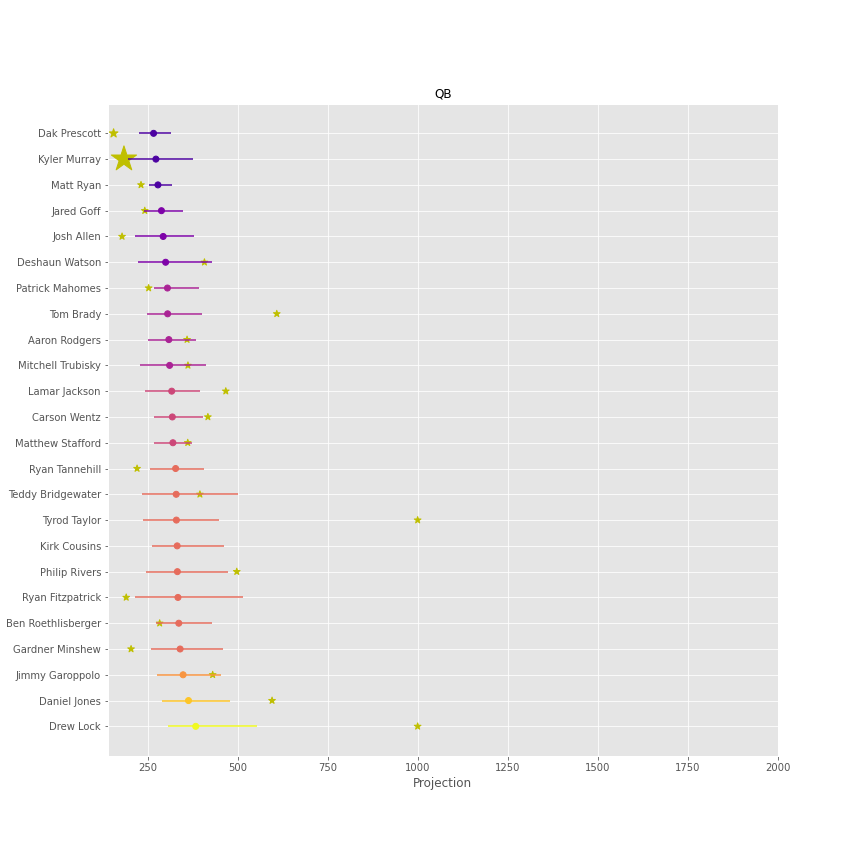 QB
Dak Prescott
Kyler Murray
Matt Ryan
Jared Goff
Josh Allen
Deshaun Watson
Patrick Mahomes
Tom Brady
Aaron Rodgers
Mitchell Trubisky
Lamar Jackson
Carson Wentz
Matthew Stafford
Ryan Tannehill
Teddy Bridgewater
Tyrod Taylor
Kirk Cousins
Philip Rivers
Ryan Fitzpatrick
Ben Roethlisberger
Gardner Minshew
Jimmy Garoppolo
Daniel Jones
Drew Lock
250 500 750 1000 1250 1500 1750 2000
Projection